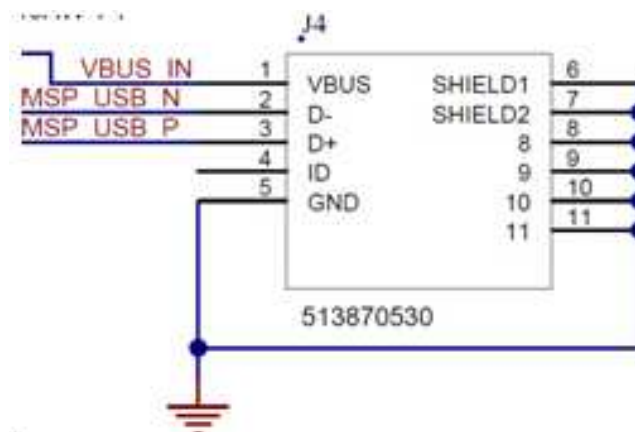 J4
VBUS_IN 1 VBUS SHIELD1 6
MSP_USB_N 2 D- SHIELD2 7
MSP_USB_P 3 D+ 8 8
4 ID 9 9
5 GND 10 10
11 11
513870530